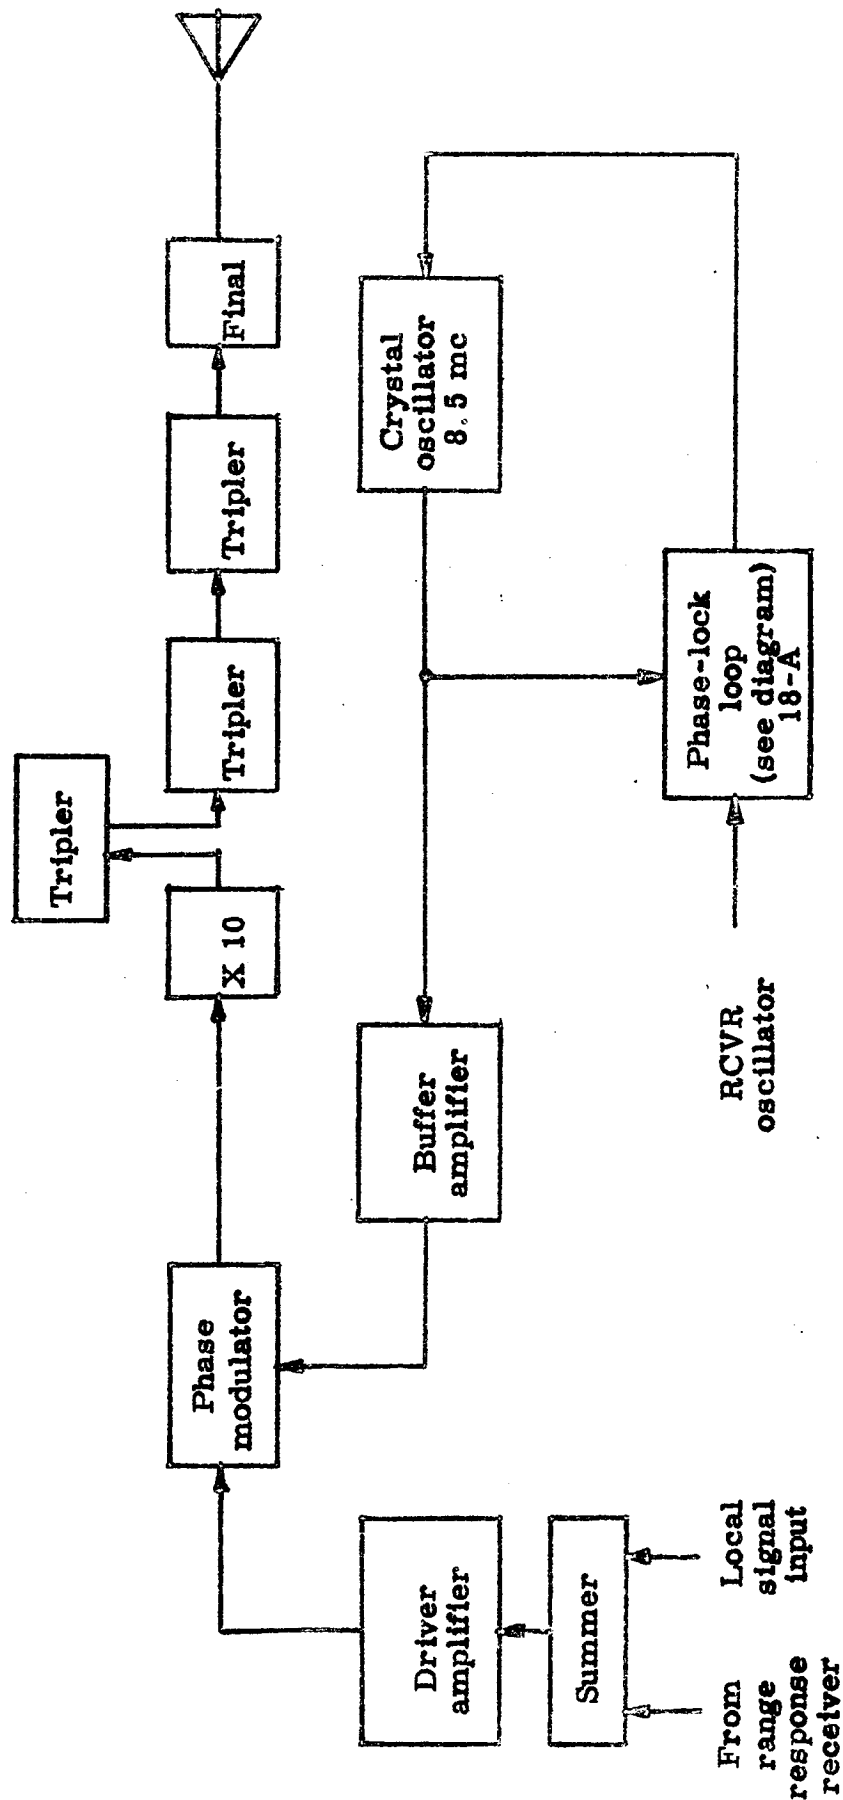 Tripler
X 10
Tripler
Tripler
Final
Phase
modulator
Driver
amplifier
Buffer
amplifier
Crystal
oscillator
8.5 mc
Summer
Phase-lock
loop
(see diagram)
18-A
From
range
response
receiver
Local
signal
input
RCVR
oscillator